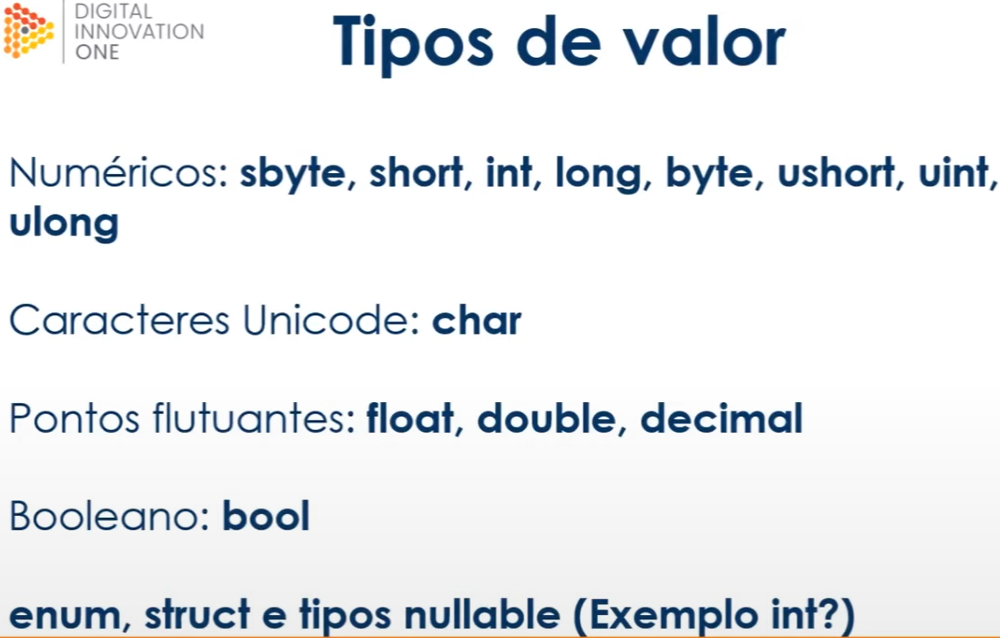 DIGITAL
INNOVATION
ONE
Tipos de valor
Numéricos: sbyte, short, int, long, byte, ushort, uint,
ulong
Caracteres Unicode: char
Pontos flutuantes: float, double, decimal
Booleano: bool
enum, struct e tipos nullable (Exemplo int?)